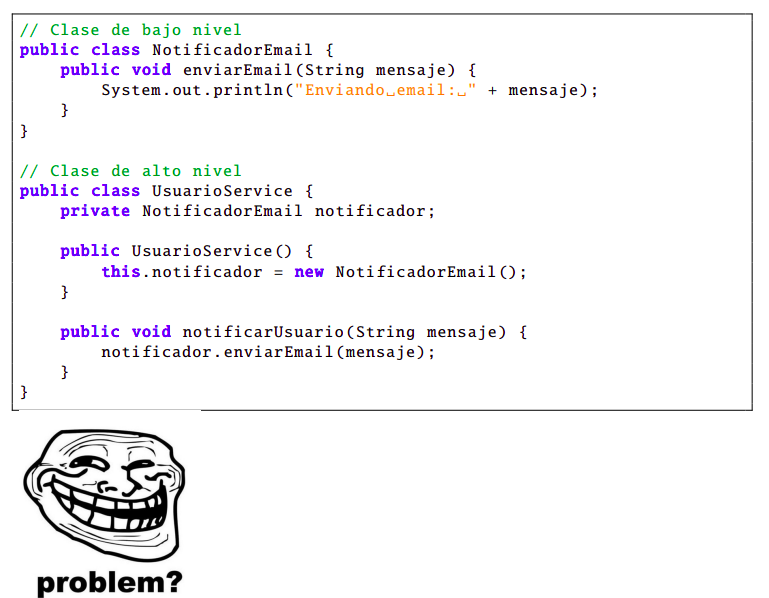 // Clase de bajo nivel
public class NotificadorEmail {
    public void enviarEmail(String mensaje) {
        System.out.println("Enviando␣email:␣" + mensaje);
    }
}

// Clase de alto nivel
public class UsuarioService {
    private NotificadorEmail notificador;

    public UsuarioService() {
        this.notificador = new NotificadorEmail();
    }

    public void notificarUsuario(String mensaje) {
        notificador.enviarEmail(mensaje);
    }
}
problem?